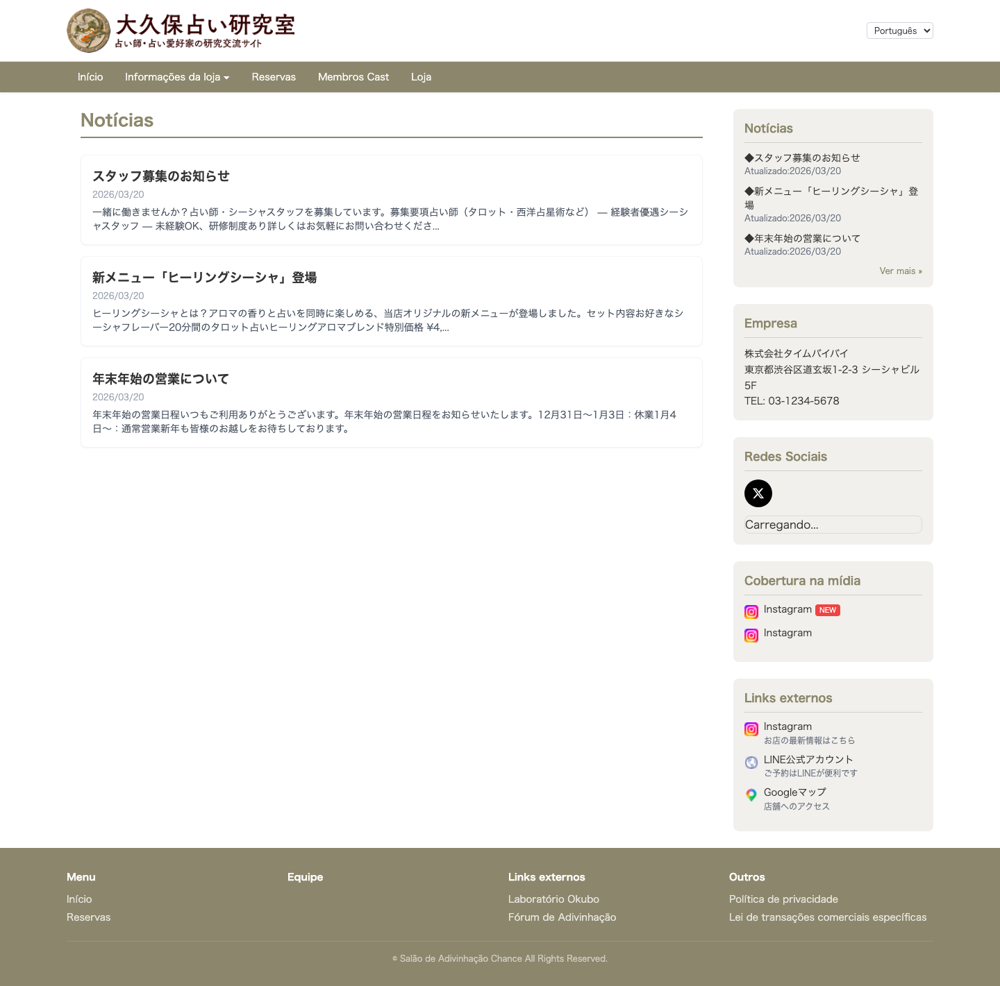 大久保占い研究室
占い師・占い愛好家の研究交流サイト
Português
Início
Informações da loja
Reservas
Membros Cast
Loja
Notícias
スタッフ募集のお知らせ
2026/03/20
一緒に働きませんか？占い師・シーシャスタッフを募集しています。募集要項占い師（タロット・西洋占星術など） — 経験者優遇シーシ
ャスタッフ — 未経験OK、研修制度あり詳しくはお気軽にお問い合わせくださ...
新メニュー「ヒーリングシーシャ」登場
2026/03/20
ヒーリングシーシャとは？アロマの香りと占いを同時に楽しめる、当店オリジナルの新メニューが登場しました。セット内容お好きなシ
ーシャフレーバー20分間のタロット占いヒーリングアロマブレンド特別価格 ¥4,...
年末年始の営業について
2026/03/20
年末年始の営業日程いつもご利用ありがとうございます。年末年始の営業日程をお知らせいたします。12月31日〜1月3日：休業1月4
日〜：通常営業新年も皆様のお越しをお待ちしております。
Notícias
◆スタッフ募集のお知らせ
Atualizado:2026/03/20
◆新メニュー「ヒーリングシーシャ」登
場
Atualizado:2026/03/20
◆年末年始の営業について
Atualizado:2026/03/20
Ver mais »
Empresa
株式会社タイムバイバイ
東京都渋谷区道玄坂1-2-3 シーシャビル
5F
TEL: 03-1234-5678
Redes Sociais
Carregando...
Cobertura na mídia
Instagram NEW
Instagram
Links externos
Instagram
お店の最新情報はこちら
LINE公式アカウント
ご予約はLINEが便利です
Googleマップ
店舗へのアクセス
Menu
Início
Reservas
Equipe
Links externos
Laboratório Okubo
Fórum de Adivinhação
Outros
Política de privacidade
Lei de transações comerciais específicas
© Salão de Adivinhação Chance All Rights Reserved.